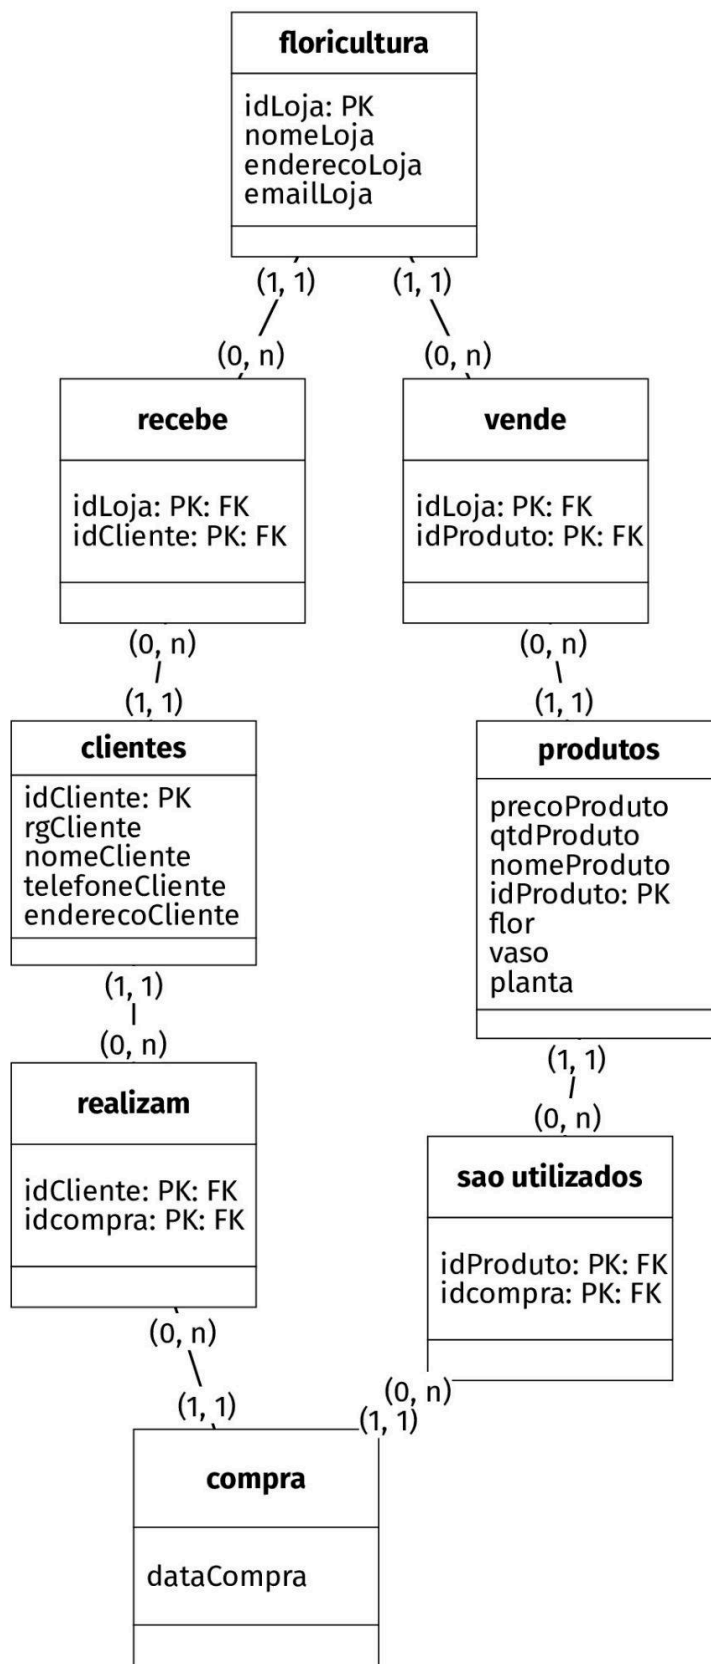 floricultura
idLoja: PK
nomeLoja
enderecoLoja
emailLoja
(1, 1)
(1, 1)
(0, n)
(0, n)
recebe
idLoja: PK: FK
idCliente: PK: FK
vende
idLoja: PK: FK
idProduto: PK: FK
(0, n)
(0, n)
(1, 1)
(1, 1)
clientes
idCliente: PK
rgCliente
nomeCliente
telefoneCliente
enderecoCliente
produtos
precoProduto
qtdProduto
nomeProduto
idProduto: PK
flor
vaso
planta
(1, 1)
(0, n)
(1, 1)
(0, n)
realizam
idCliente: PK: FK
idcompra: PK: FK
sao utilizados
idProduto: PK: FK
idcompra: PK: FK
(0, n)
(1, 1)
(0, n)
(1, 1)
compra
dataCompra